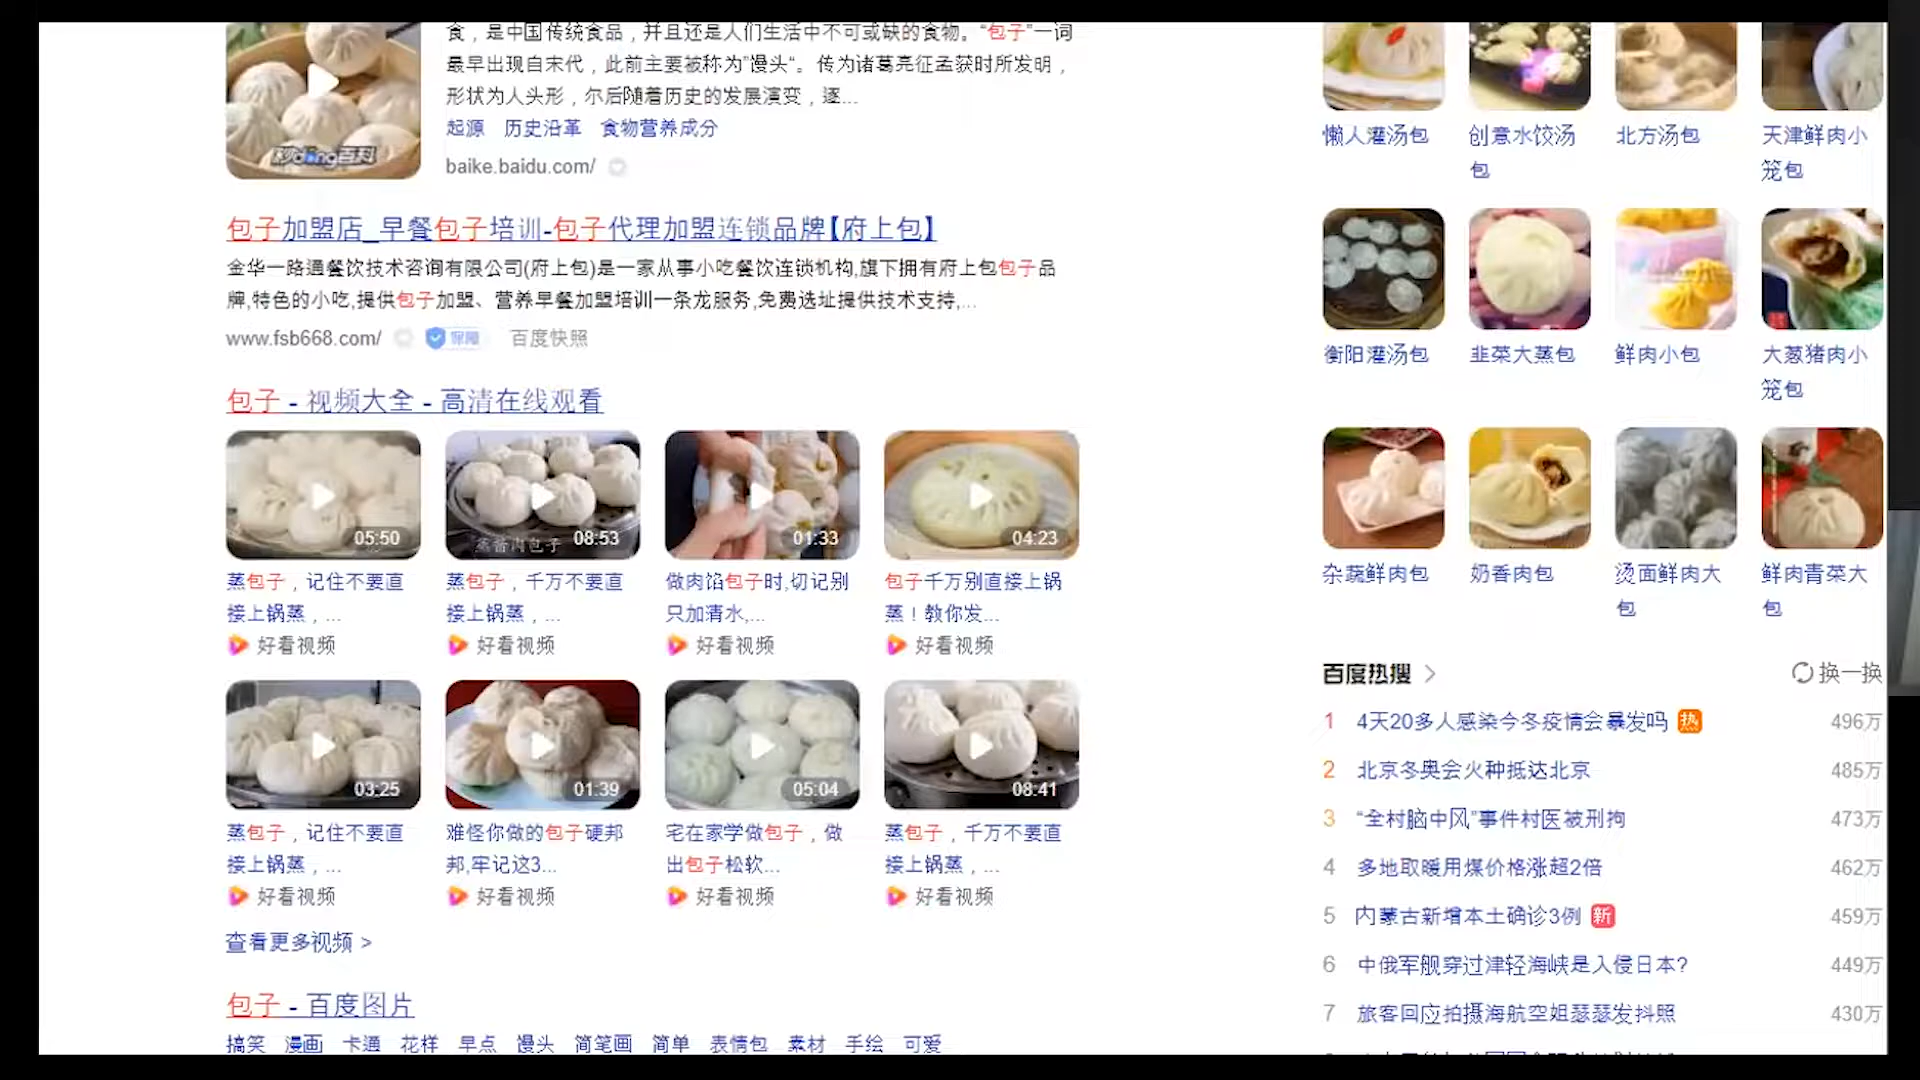 食，是中国传统食品，并且还是人们生活中不可或缺的食物。“包子”一词
最早出现自宋代，此前主要被称为”馒头“。传为诸葛亮征孟获时所发明，
形状为人头形，尔后随着历史的发展演变，逐...
起源 历史沿革 食物营养成分
秒dǒng百科
baike.baidu.com/
包子加盟店_早餐包子培训-包子代理加盟连锁品牌【府上包】
金华一路通餐饮技术咨询有限公司(府上包)是一家从事小吃餐饮连锁机构,旗下拥有府上包包子品
牌,特色的小吃,提供包子加盟、营养早餐加盟培训一条龙服务,免费选址提供技术支持,...
www.fsb668.com/ 保障 百度快照
包子 - 视频大全 - 高清在线观看
05:50 08:53 01:33 04:23
蒸包子，记住不要直
接上锅蒸，...
好看视频
蒸包子，千万不要直
接上锅蒸，...
好看视频
做肉馅包子时,切记别
只加清水,...
好看视频
包子千万别直接上锅
蒸！教你发...
好看视频
03:25 01:39 05:04 08:41
蒸包子，记住不要直
接上锅蒸，...
好看视频
难怪你做的包子硬邦
邦,牢记这3...
好看视频
宅在家学做包子，做
出包子松软...
好看视频
蒸包子，千万不要直
接上锅蒸，...
好看视频
查看更多视频 >
包子 - 百度图片
搞笑 漫画 卡通 花样 早点 馒头 简笔画 简单 表情包 素材 手绘 可爱
懒人灌汤包
创意水饺汤
包
北方汤包
天津鲜肉小
笼包
衡阳灌汤包
韭菜大蒸包
鲜肉小包
大葱猪肉小
笼包
杂蔬鲜肉包
奶香肉包
烫面鲜肉大
包
鲜肉青菜大
包
百度热搜 > 换一换
1 4天20多人感染今冬疫情会暴发吗 热 496万
2 北京冬奥会火种抵达北京 485万
3 “全村脑中风”事件村医被刑拘 473万
4 多地取暖用煤价格涨超2倍 462万
5 内蒙古新增本土确诊3例 新 459万
6 中俄军舰穿过津轻海峡是入侵日本? 449万
7 旅客回应拍摄海航空姐瑟瑟发抖照 430万